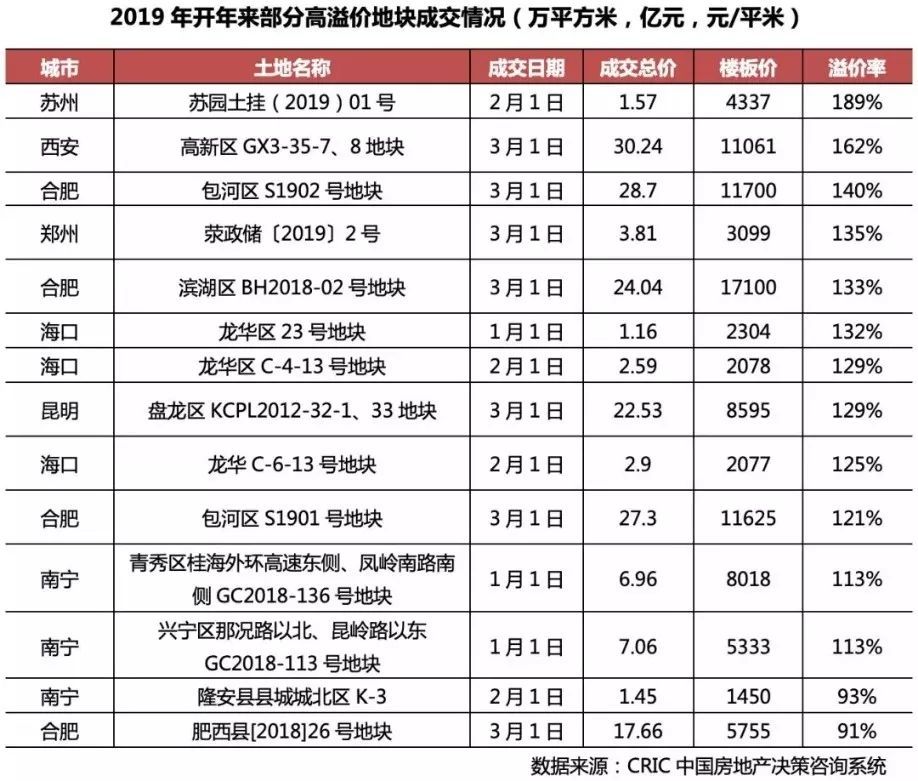 2019 年开年来部分高溢价地块成交情况（万平方米，亿元，元/平米）
城市 土地名称 成交日期 成交总价 楼板价 溢价率
苏州 苏园土挂（2019）01 号 2 月 1 日 1.57 4337 189%
西安 高新区 GX3-35-7、8 地块 3 月 1 日 30.24 11061 162%
合肥 包河区 S1902 号地块 3 月 1 日 28.7 11700 140%
郑州 荥政储〔2019〕2 号 3 月 1 日 3.81 3099 135%
合肥 滨湖区 BH2018-02 号地块 3 月 1 日 24.04 17100 133%
海口 龙华区 23 号地块 1 月 1 日 1.16 2304 132%
海口 龙华区 C-4-13 号地块 2 月 1 日 2.59 2078 129%
昆明 盘龙区 KCPL2012-32-1、33 地块 3 月 1 日 22.53 8595 129%
海口 龙华 C-6-13 号地块 2 月 1 日 2.9 2077 125%
合肥 包河区 S1901 号地块 3 月 1 日 27.3 11625 121%
南宁 青秀区桂海外环高速东侧、凤岭南路南
侧 GC2018-136 号地块 1 月 1 日 6.96 8018 113%
南宁 兴宁区那况路以北、昆岭路以东
GC2018-113 号地块 1 月 1 日 7.06 5333 113%
南宁 隆安县县城城北区 K-3 2 月 1 日 1.45 1450 93%
合肥 肥西县[2018]26 号地块 3 月 1 日 17.66 5755 91%
数据来源：CRIC 中国房地产决策咨询系统